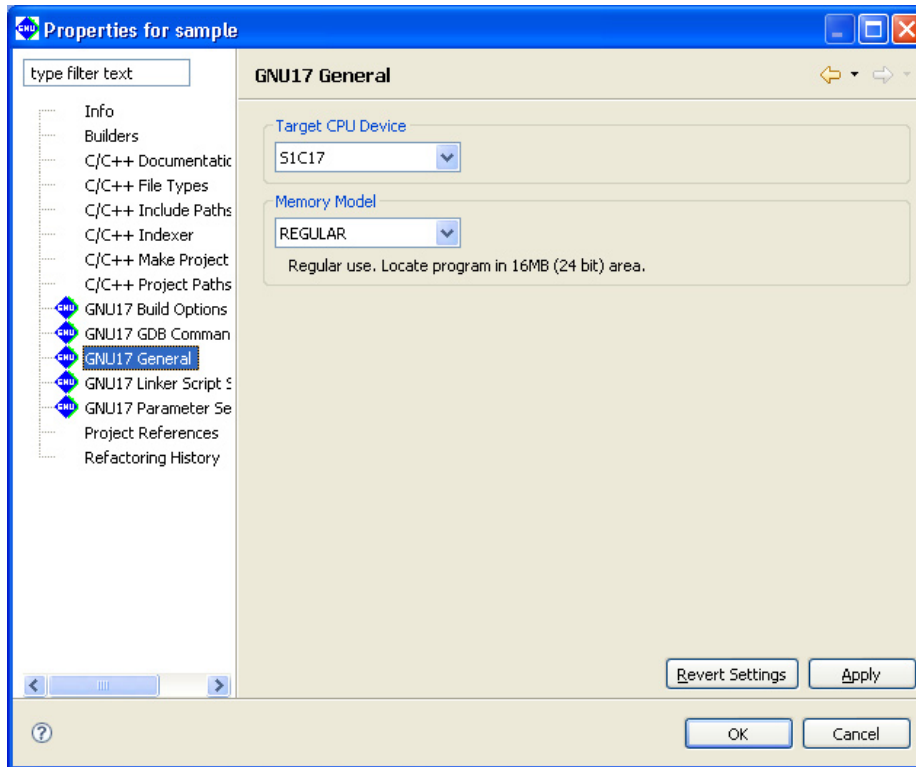 Properties for sample
type filter text
GNU17 General
Info
Builders
C/C++ Documentatic
C/C++ File Types
C/C++ Include Paths
C/C++ Indexer
C/C++ Make Project
C/C++ Project Paths
GNU17 Build Options
GNU17 GDB Comman
GNU17 General
GNU17 Linker Script S
GNU17 Parameter Se
Project References
Refactoring History
Target CPU Device
S1C17
Memory Model
REGULAR
Regular use. Locate program in 16MB (24 bit) area.
Revert Settings
Apply
?
OK
Cancel